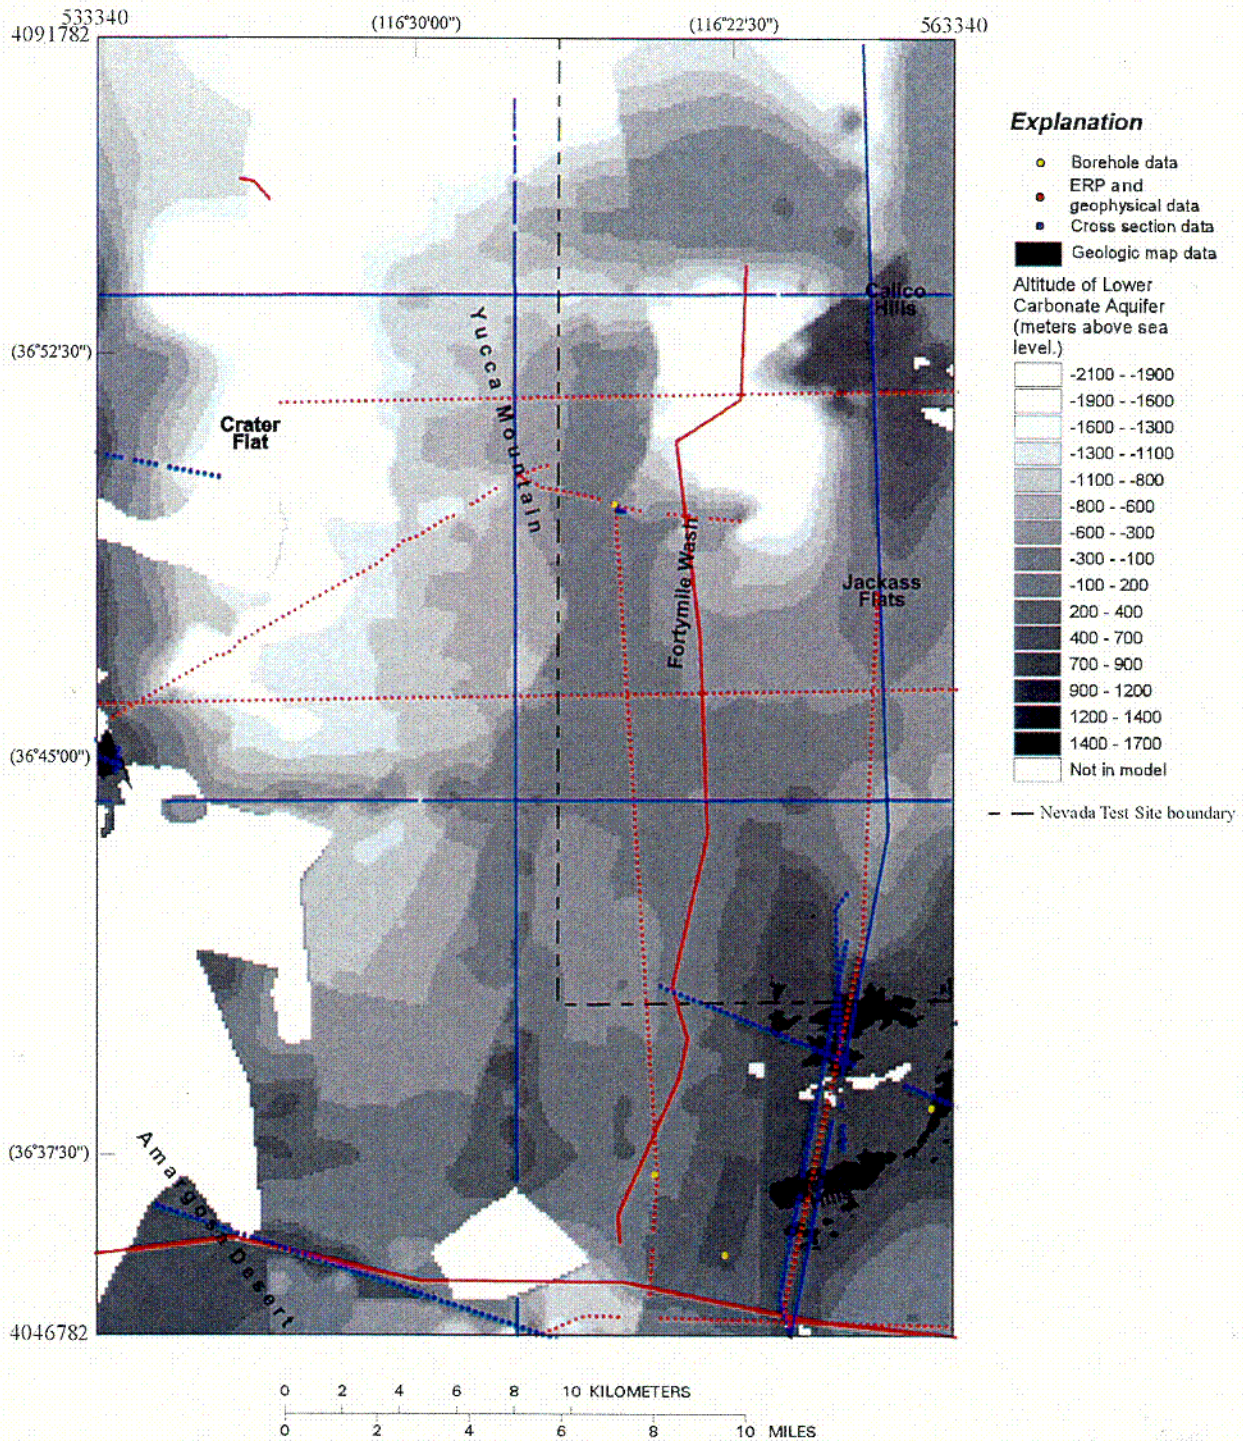 533340
(116°30'00")
(116°22'30")
563340
4091782
Explanation
Borehole data
ERP and
geophysical data
Cross section data
Geologic map data
Altitude of Lower
Carbonate Aquifer
(meters above sea
level.)
-2100 - -1900
-1900 - -1600
-1600 - -1300
-1300 - -1100
-1100 - -800
-800 - -600
-600 - -300
-300 - -100
-100 - 200
200 - 400
400 - 700
700 - 900
900 - 1200
1200 - 1400
1400 - 1700
Not in model
Nevada Test Site boundary
Calico
Hills
(36°52'30")
Yucca Mountain
Crater
Flat
Fortymile Wash
Jackass
Flats
(36°45'00")
(36°37'30")
Amargosa Desert
4046782
0 2 4 6 8 10 KILOMETERS
0 2 4 6 8 10 MILES